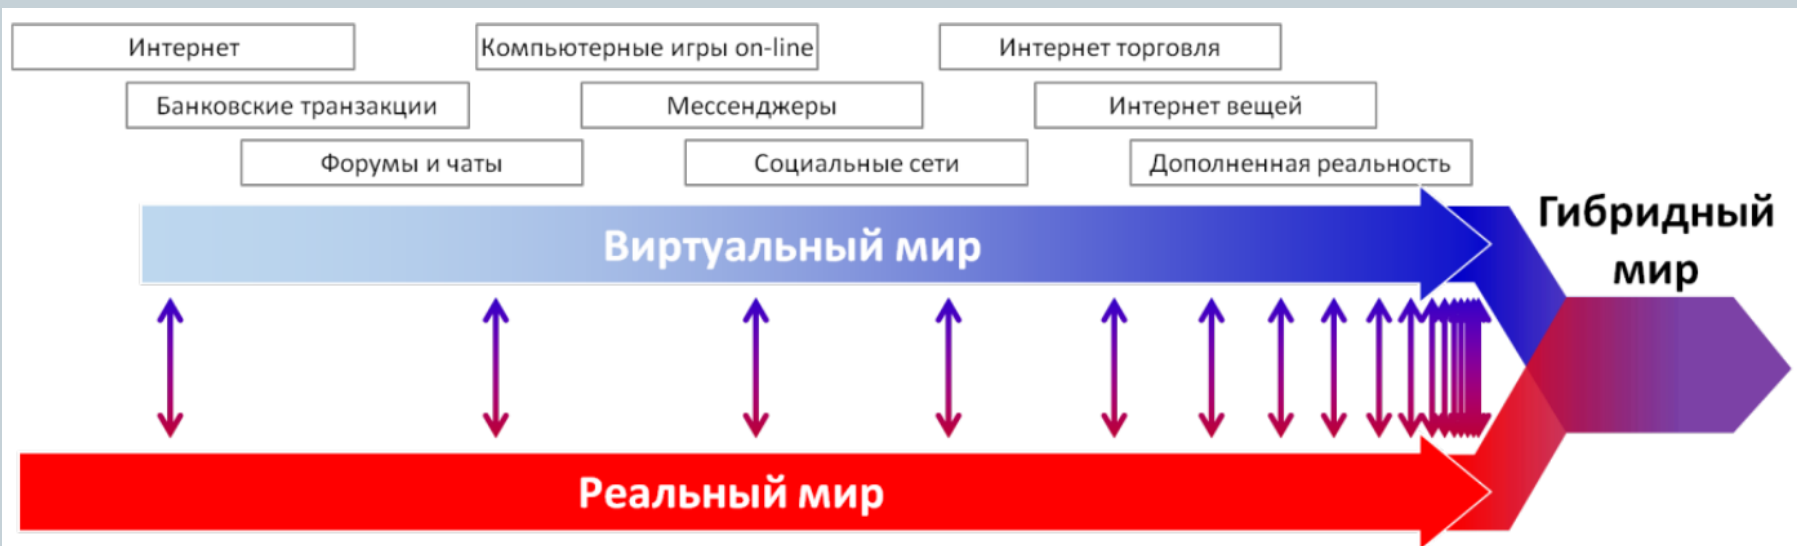 Интернет
Компьютерные игры on-line
Интернет торговля
Банковские транзакции
Мессенджеры
Интернет вещей
Форумы и чаты
Социальные сети
Дополненная реальность
Виртуальный мир
Гибридный
мир
Реальный мир